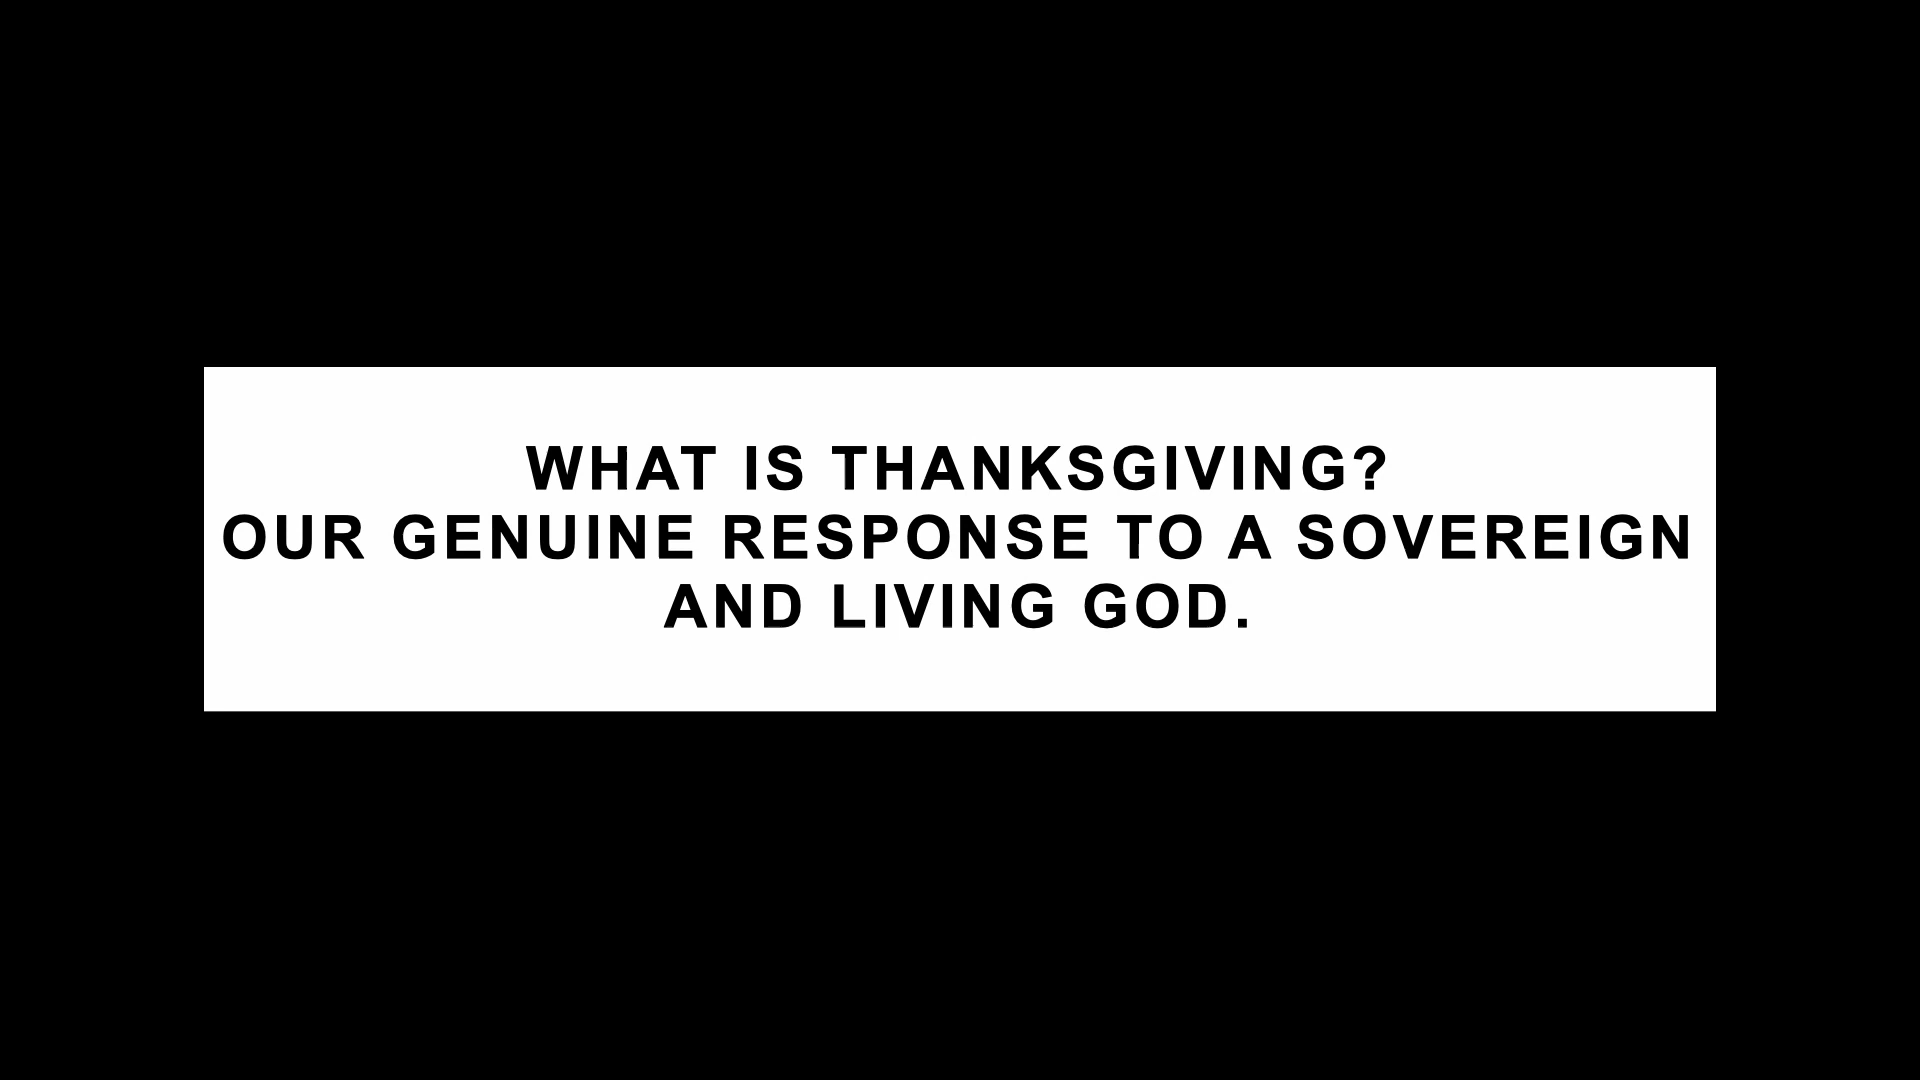 WHAT IS THANKSGIVING?
OUR GENUINE RESPONSE TO A SOVEREIGN
AND LIVING GOD.